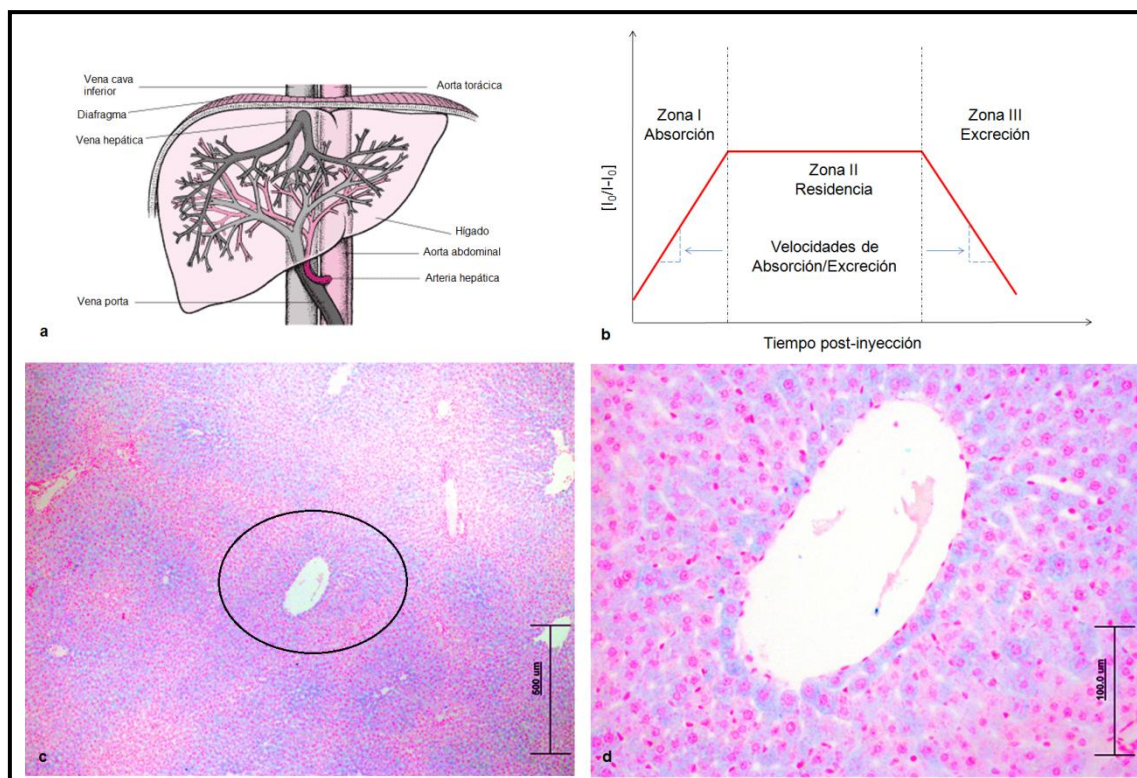 Vena cava
inferior
Diafragma
Vena hepática
Aorta torácica
Hígado
Aorta abdominal
Arteria hepática
Vena porta
a
[I₀/I-I₀]
Zona I
Absorción
Zona II
Residencia
Zona III
Excreción
Velocidades de
Absorción/Excreción
Tiempo post-inyección
b
500 um
c
100.0 um
d